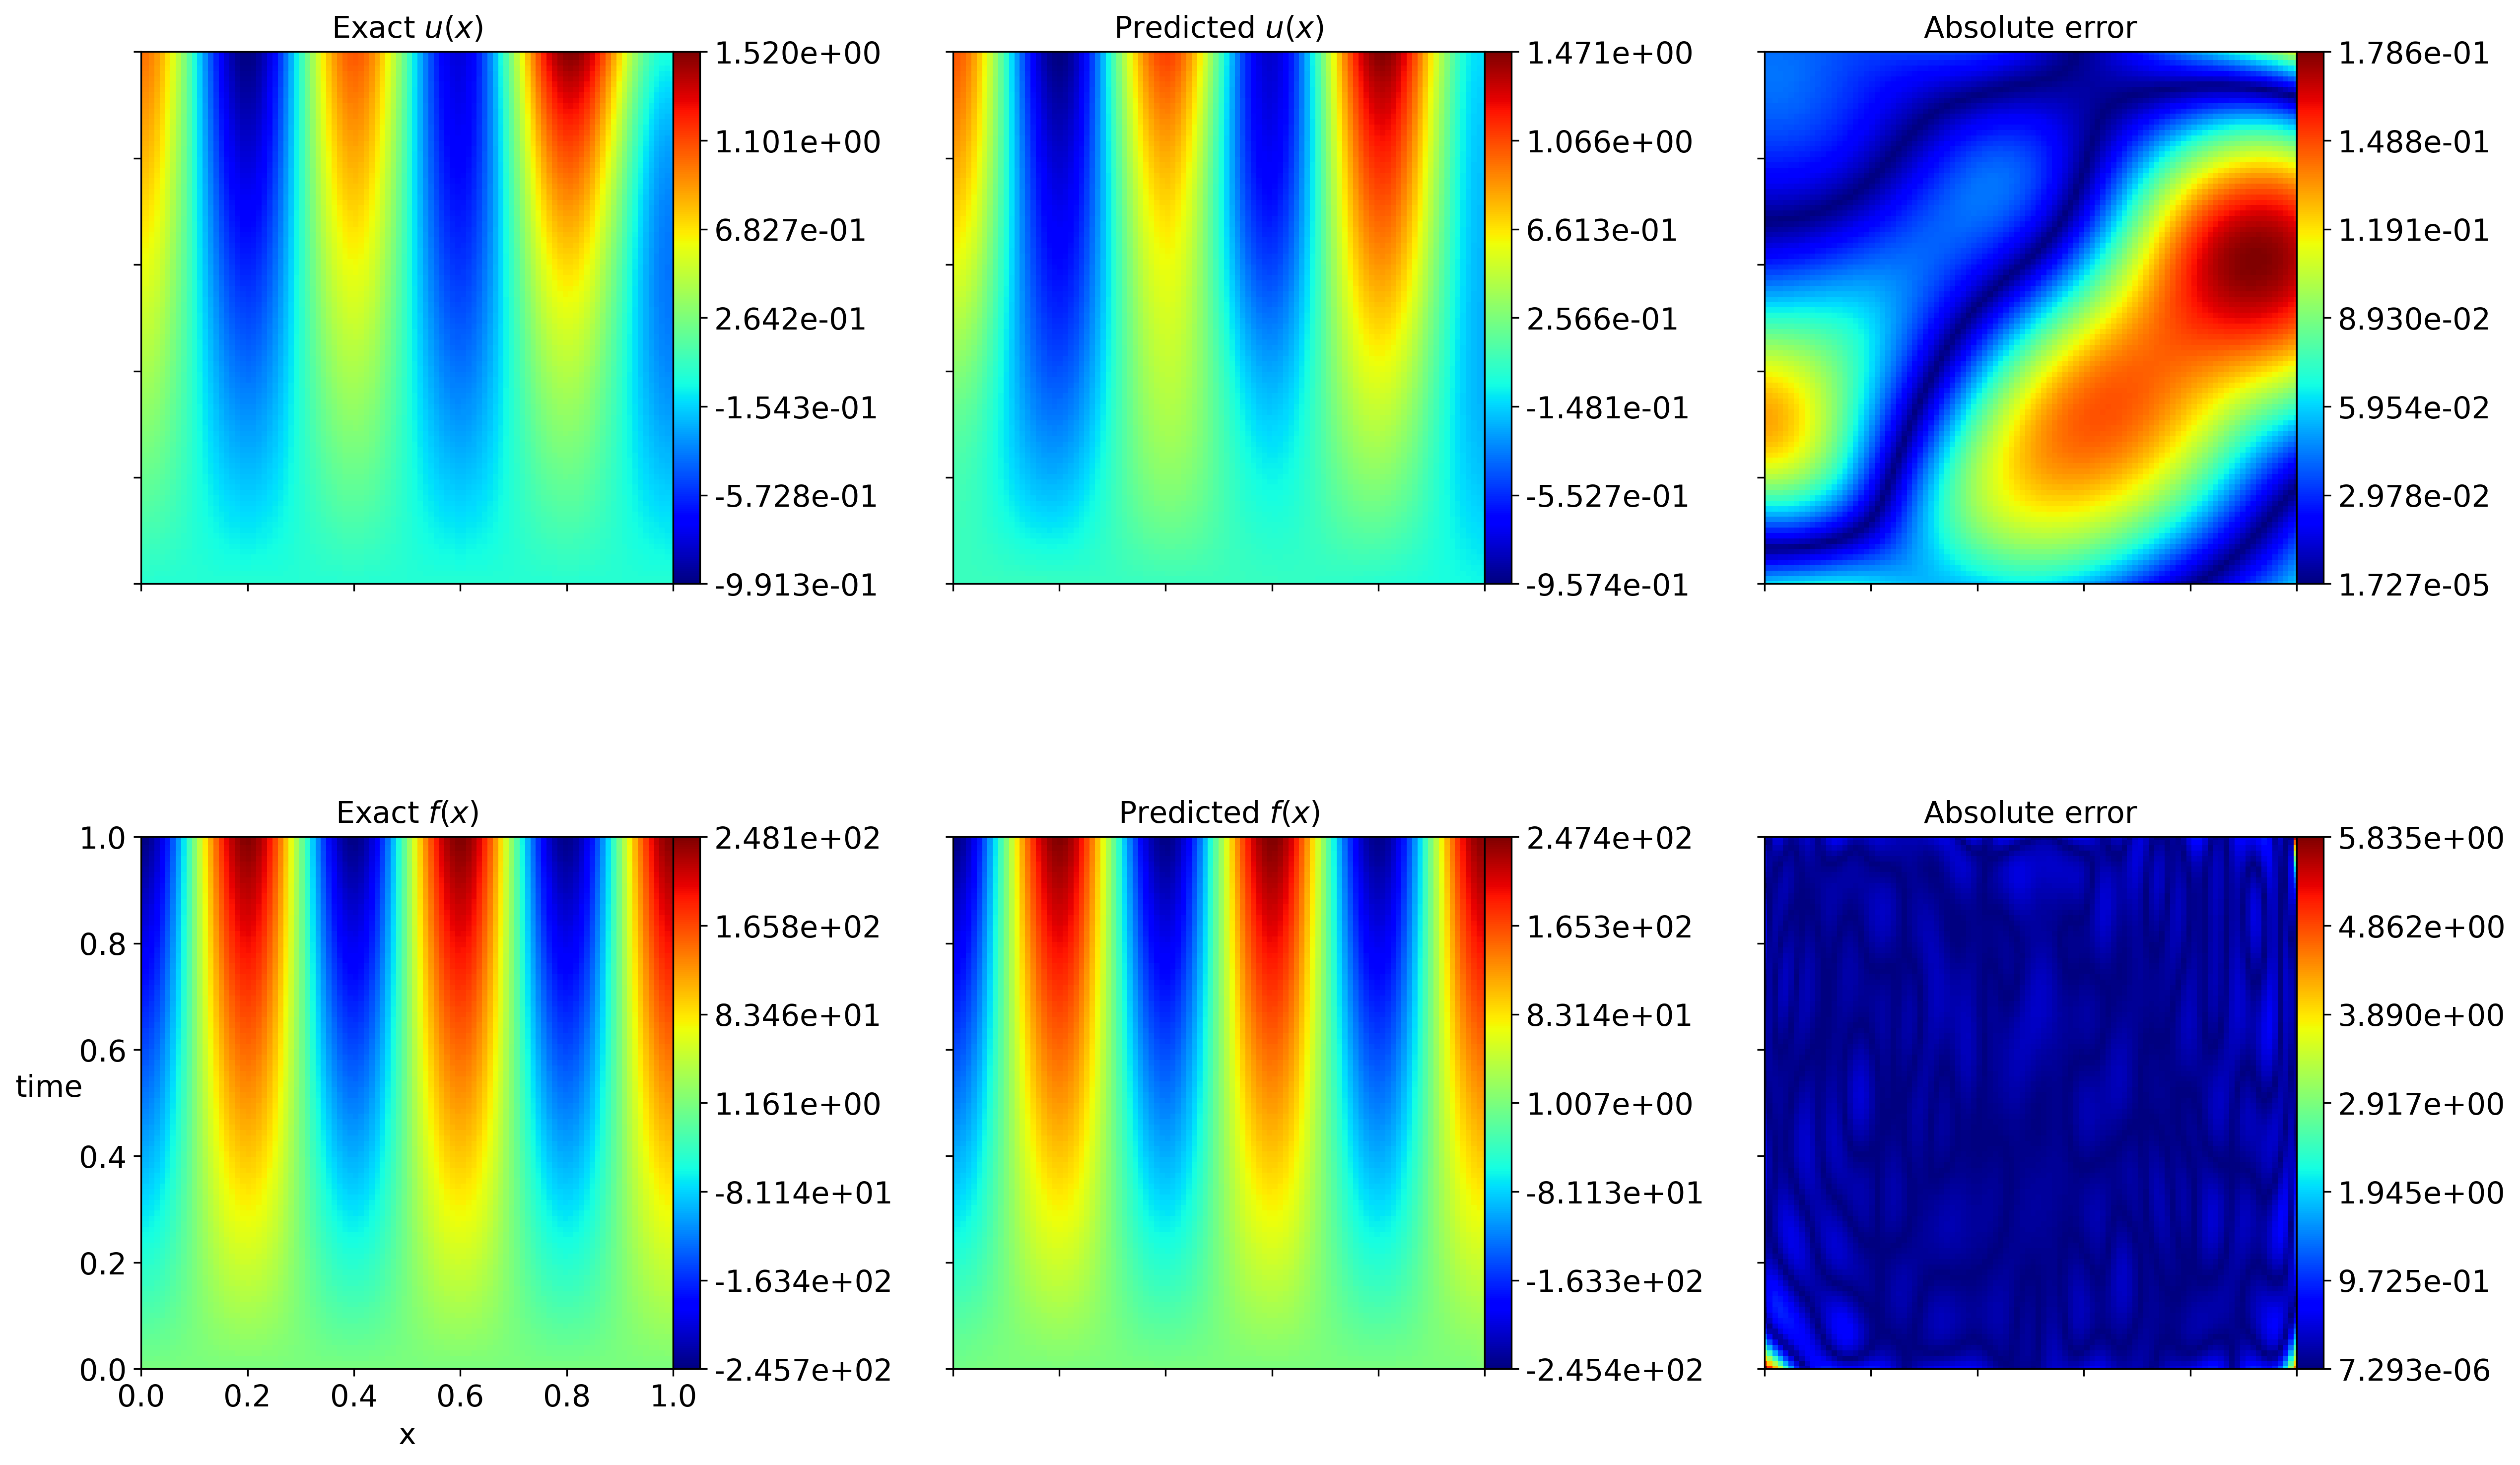 Exact u(x)
1.520e+00
1.101e+00
6.827e-01
2.642e-01
-1.543e-01
-5.728e-01
-9.913e-01
Predicted u(x)
1.471e+00
1.066e+00
6.613e-01
2.566e-01
-1.481e-01
-5.527e-01
-9.574e-01
Absolute error
1.786e-01
1.488e-01
1.191e-01
8.930e-02
5.954e-02
2.978e-02
1.727e-05
Exact f(x)
time
1.0
0.8
0.6
0.4
0.2
0.0
0.0 0.2 0.4 0.6 0.8 1.0
x
2.481e+02
1.658e+02
8.346e+01
1.161e+00
-8.114e+01
-1.634e+02
-2.457e+02
Predicted f(x)
2.474e+02
1.653e+02
8.314e+01
1.007e+00
-8.113e+01
-1.633e+02
-2.454e+02
Absolute error
5.835e+00
4.862e+00
3.890e+00
2.917e+00
1.945e+00
9.725e-01
7.293e-06